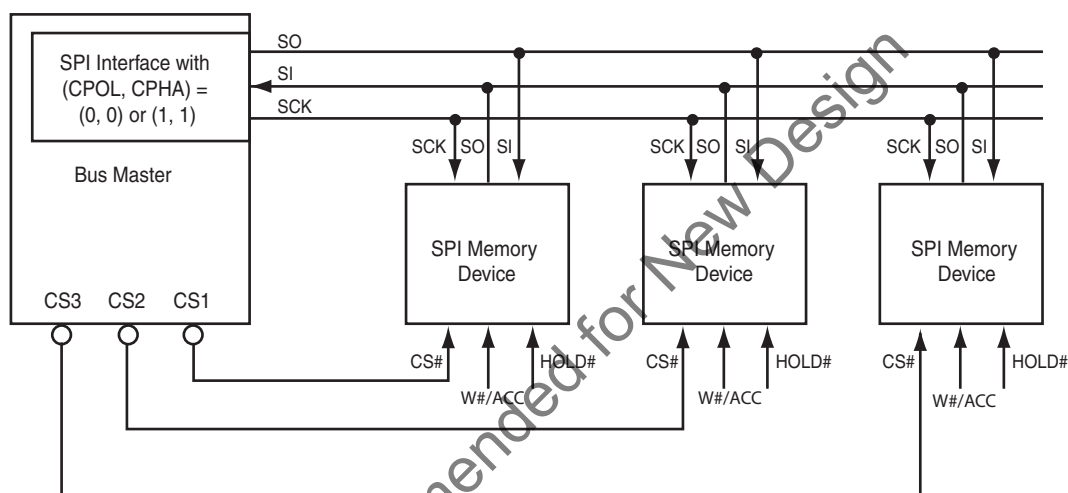 SO
SPI Interface with
(CPOL, CPHA) =
(0, 0) or (1, 1)
SI
SCK
Bus Master
SCK SO SI
SCK SO SI
SCK SO SI
SPI Memory
Device
SPI Memory
Device
SPI Memory
Device
CS3 CS2 CS1
CS#
HOLD#
W#/ACC
CS#
HOLD#
W#/ACC
CS#
HOLD#
W#/ACC
mended for New Design